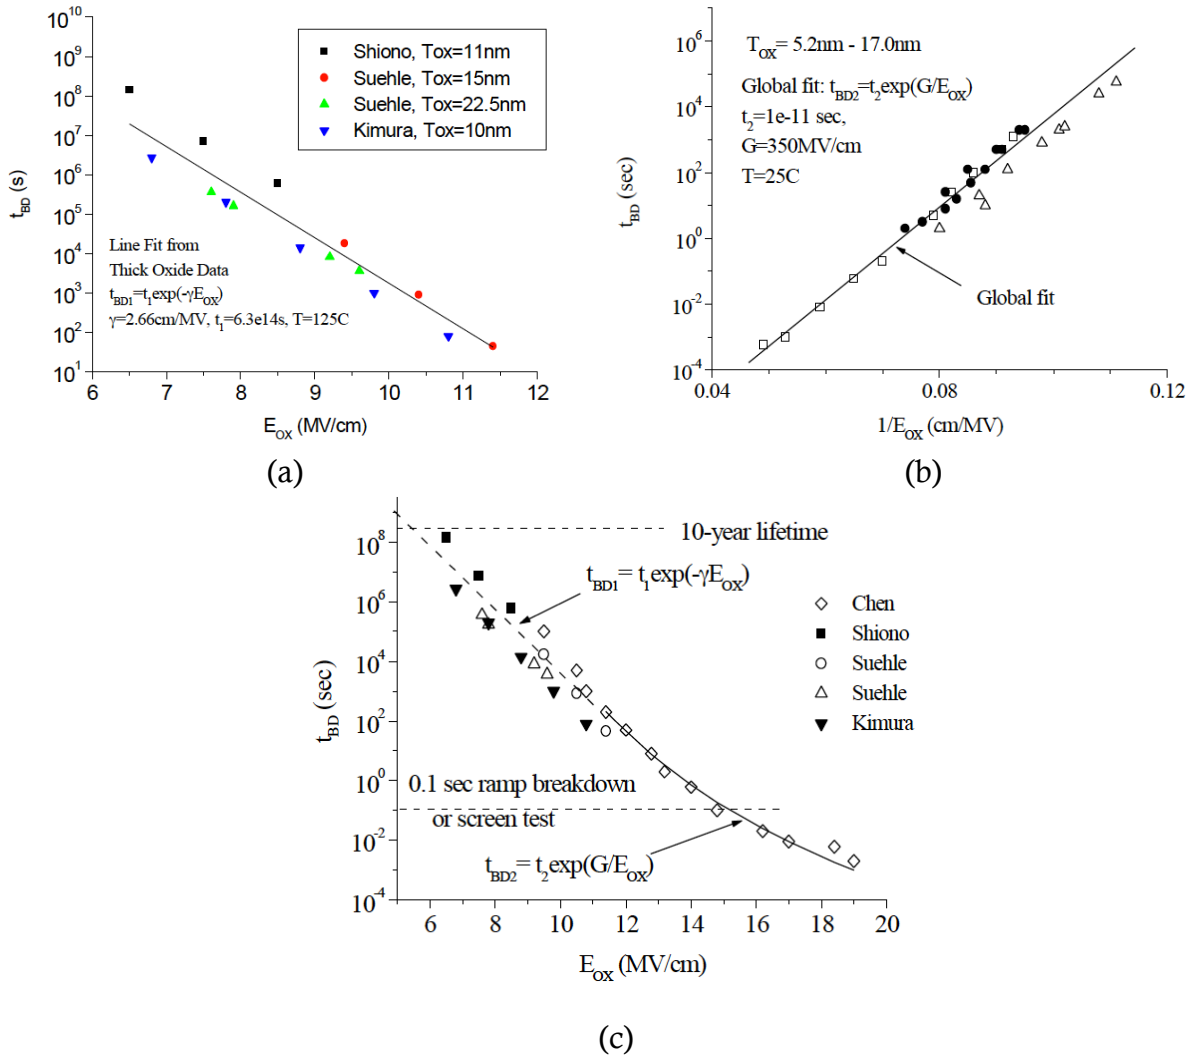 10^10
10^9
10^8
10^7
10^6
10^5
10^4
10^3
10^2
10^1
t_BD (s)
Shiono, Tox=11nm
Suehle, Tox=15nm
Suehle, Tox=22.5nm
Kimura, Tox=10nm
Line Fit from
Thick Oxide Data
t_BD1=t_1exp(-γE_OX)
γ=2.66cm/MV, t_1=6.3e14s, T=125C
6 7 8 9 10 11 12
E_OX (MV/cm)
(a)
10^6
10^4
10^2
10^0
10^-2
10^-4
t_BD (sec)
T_OX= 5.2nm - 17.0nm
Global fit: t_BD2=t_2exp(G/E_OX)
t_2=1e-11 sec,
G=350MV/cm
T=25C
Global fit
0.04 0.08 0.12
1/E_OX (cm/MV)
(b)
10^8
10^6
10^4
10^2
10^0
10^-2
10^-4
t_BD (sec)
10-year lifetime
t_BD1= t_1exp(-γE_OX)
Chen
Shiono
Suehle
Suehle
Kimura
0.1 sec ramp breakdown
or screen test
t_BD2= t_2exp(G/E_OX)
6 8 10 12 14 16 18 20
E_OX (MV/cm)
(c)